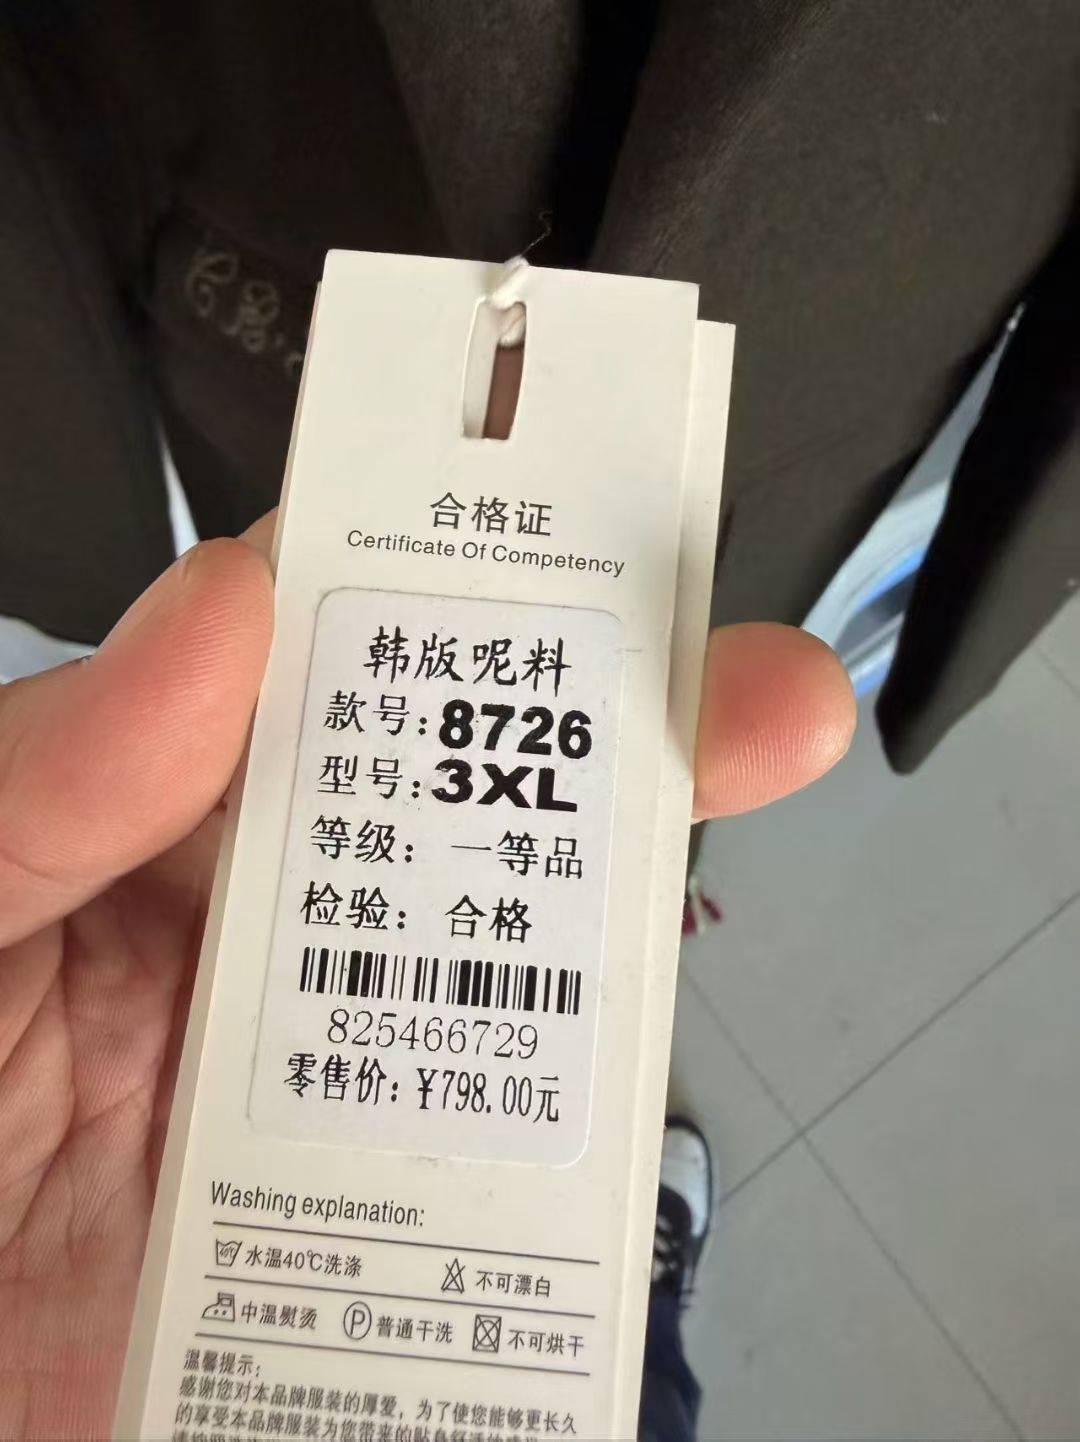 合格证
Certificate Of Competency
韩版呢料
款号:8726
型号:3XL
等级: 一等品
检验: 合格
825466729
零售价:¥798.00元
Washing explanation:
水温40℃洗涤 不可漂白
中温熨烫 P 普通干洗 不可烘干
温馨提示:
感谢您对本品牌服装的厚爱，为了使您能够更长久
的享受本品牌服装为您带来的贴身舒适的感觉